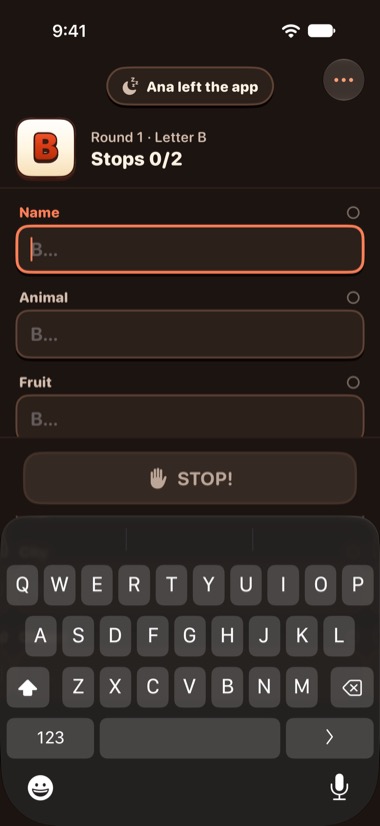 9:41
Ana left the app
B
Round 1 · Letter B
Stops 0/2
Name
B...
Animal
B...
Fruit
B...
STOP!
Q W E R T Y U I O P
A S D F G H J K L
Z X C V B N M
123